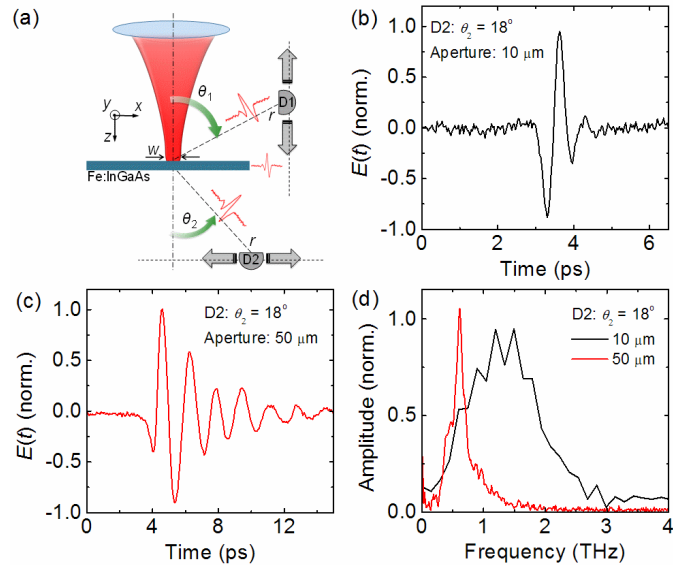 (a)
θ1
D1
r
y
x
z
W
Fe:InGaAs
θ2
r
D2
(b)
D2: θ2 = 18°
Aperture: 10 μm
1.0
0.5
0.0
-0.5
-1.0
E(t) (norm.)
0
2
4
6
Time (ps)
(c)
D2: θ2 = 18°
Aperture: 50 μm
1.0
0.5
0.0
-0.5
-1.0
E(t) (norm.)
0
4
8
12
Time (ps)
(d)
D2: θ2 = 18°
10 μm
50 μm
1.0
0.5
0.0
Amplitude (norm.)
0
1
2
3
4
Frequency (THz)